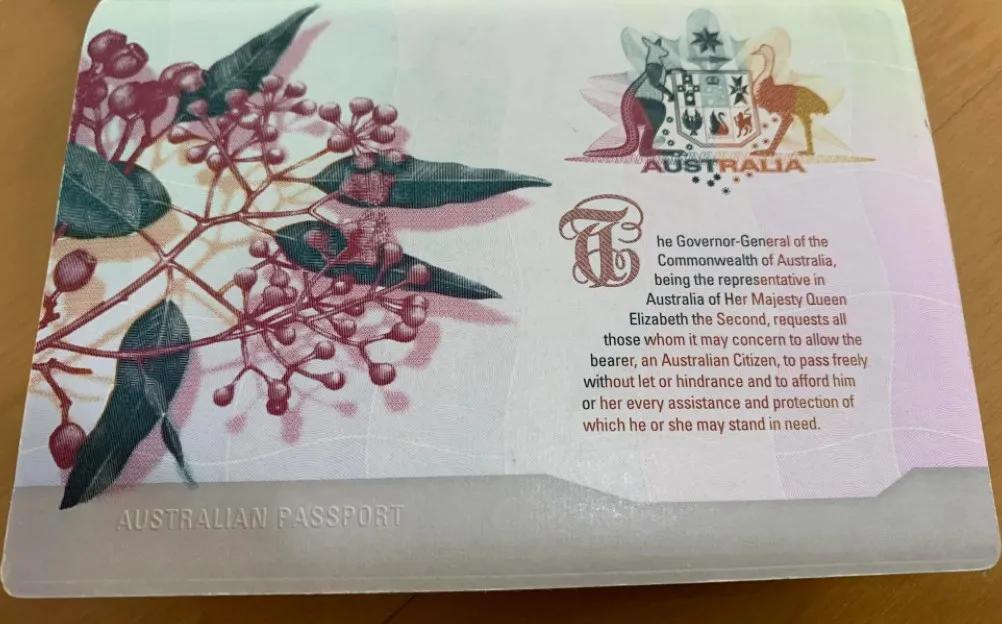 AUSTRALIA
The Governor-General of the
Commonwealth of Australia,
being the representative in
Australia of Her Majesty Queen
Elizabeth the Second, requests all
those whom it may concern to allow the
bearer, an Australian Citizen, to pass freely
without let or hindrance and to afford him
or her every assistance and protection of
which he or she may stand in need.
AUSTRALIAN PASSPORT